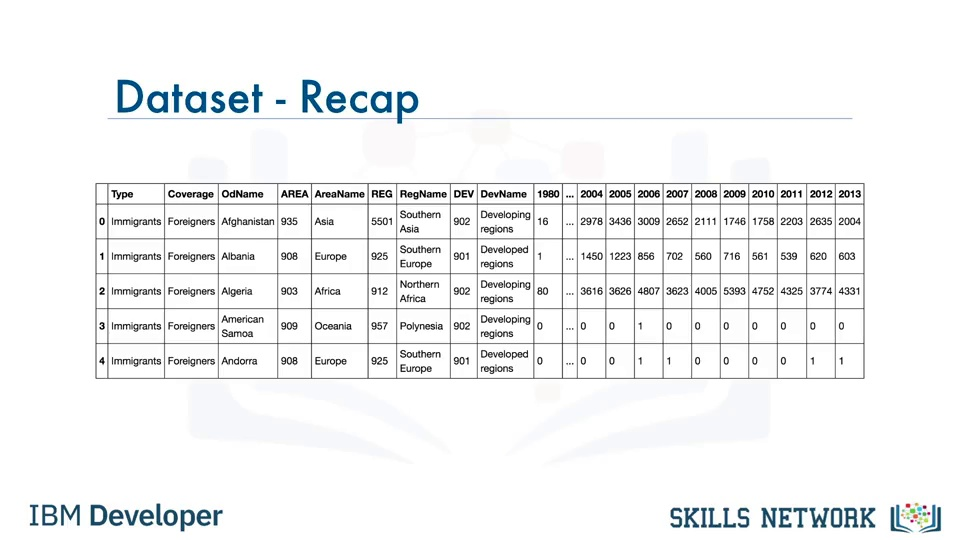 Dataset - Recap
Type Coverage OdName AREA AreaName REG RegName DEV DevName 1980 ... 2004 2005 2006 2007 2008 2009 2010 2011 2012 2013
0 Immigrants Foreigners Afghanistan 935 Asia 5501 Southern Asia 902 Developing regions 16 ... 2978 3436 3009 2652 2111 1746 1758 2203 2635 2004
1 Immigrants Foreigners Albania 908 Europe 925 Southern Europe 901 Developed regions 1 ... 1450 1223 856 702 560 716 561 539 620 603
2 Immigrants Foreigners Algeria 903 Africa 912 Northern Africa 902 Developing regions 80 ... 3616 3626 4807 3623 4005 5393 4752 4325 3774 4331
3 Immigrants Foreigners American Samoa 909 Oceania 957 Polynesia 902 Developing regions 0 ... 0 0 1 0 0 0 0 0 0 0
4 Immigrants Foreigners Andorra 908 Europe 925 Southern Europe 901 Developed regions 0 ... 0 0 1 1 0 0 0 0 1 1
IBM Developer
SKILLS NETWORK